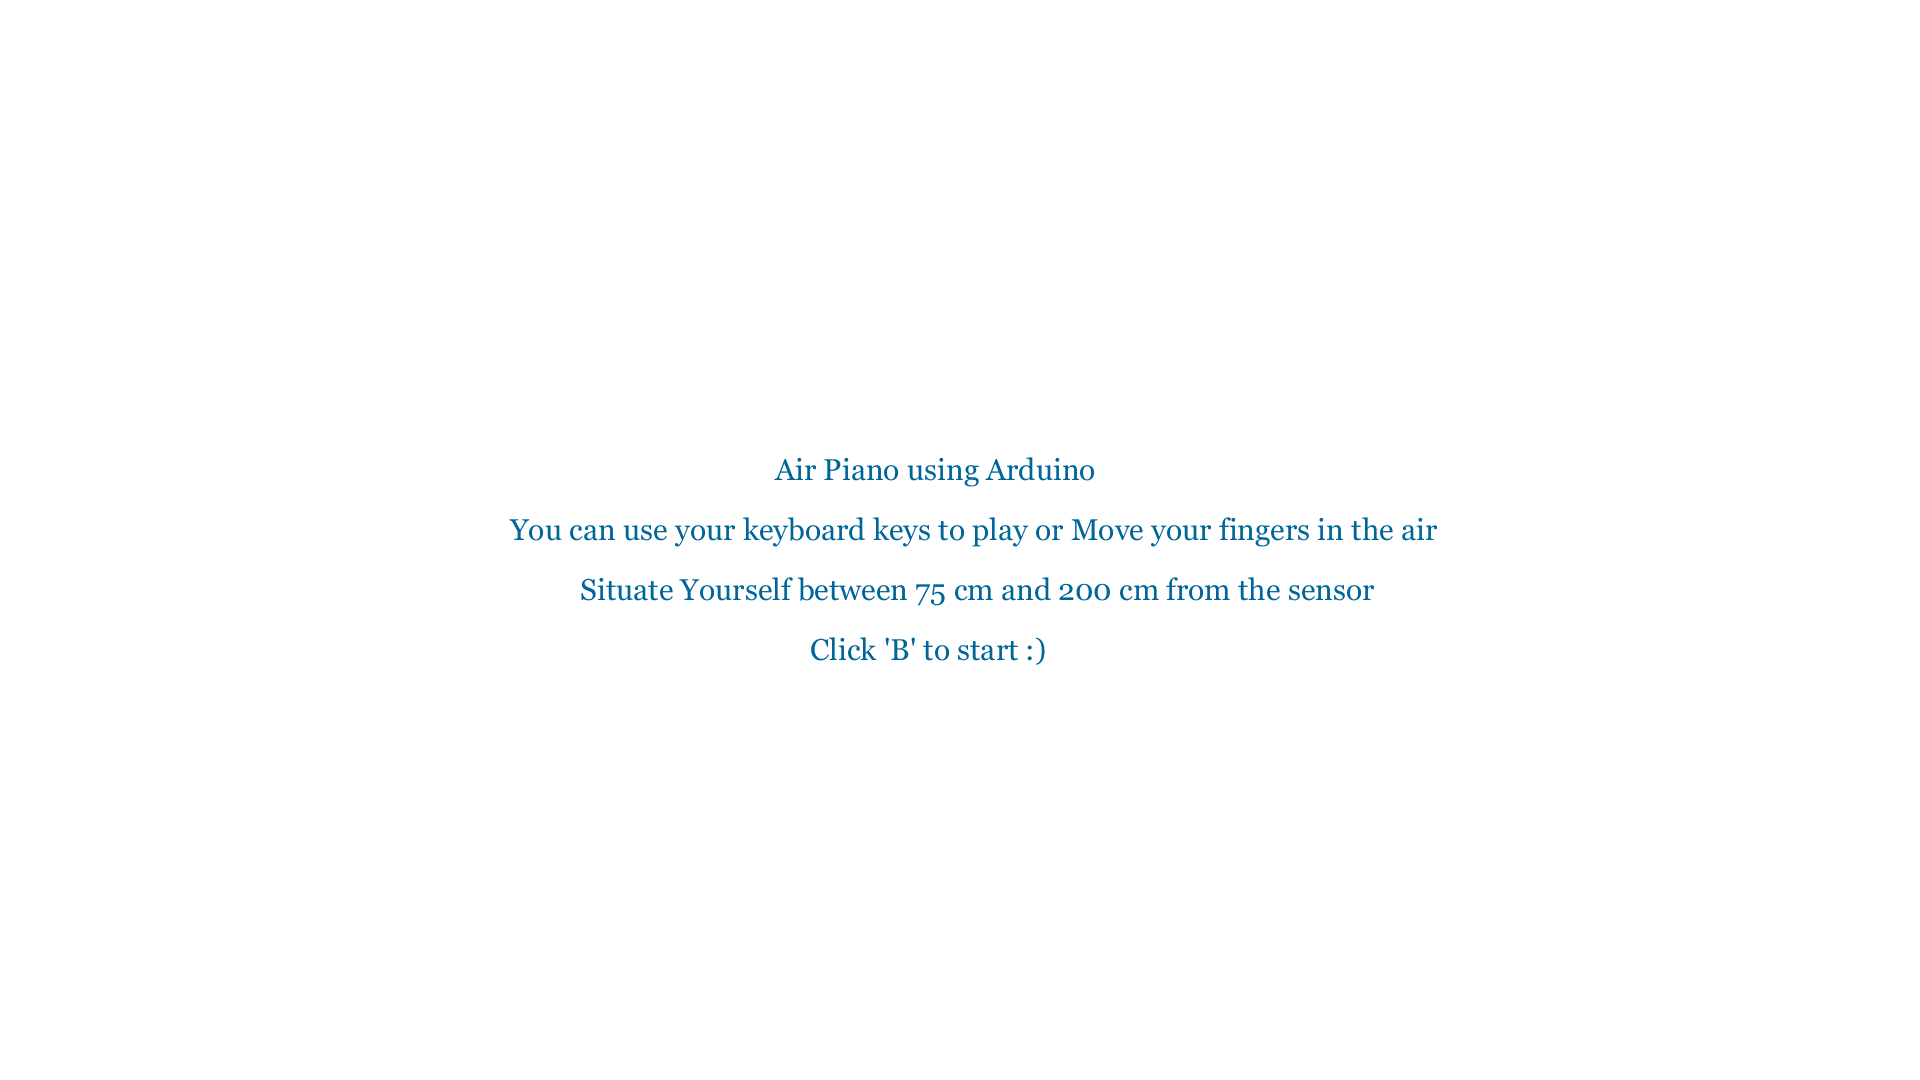 Air Piano using Arduino
You can use your keyboard keys to play or Move your fingers in the air
Situate Yourself between 75 cm and 200 cm from the sensor
Click 'B' to start :)